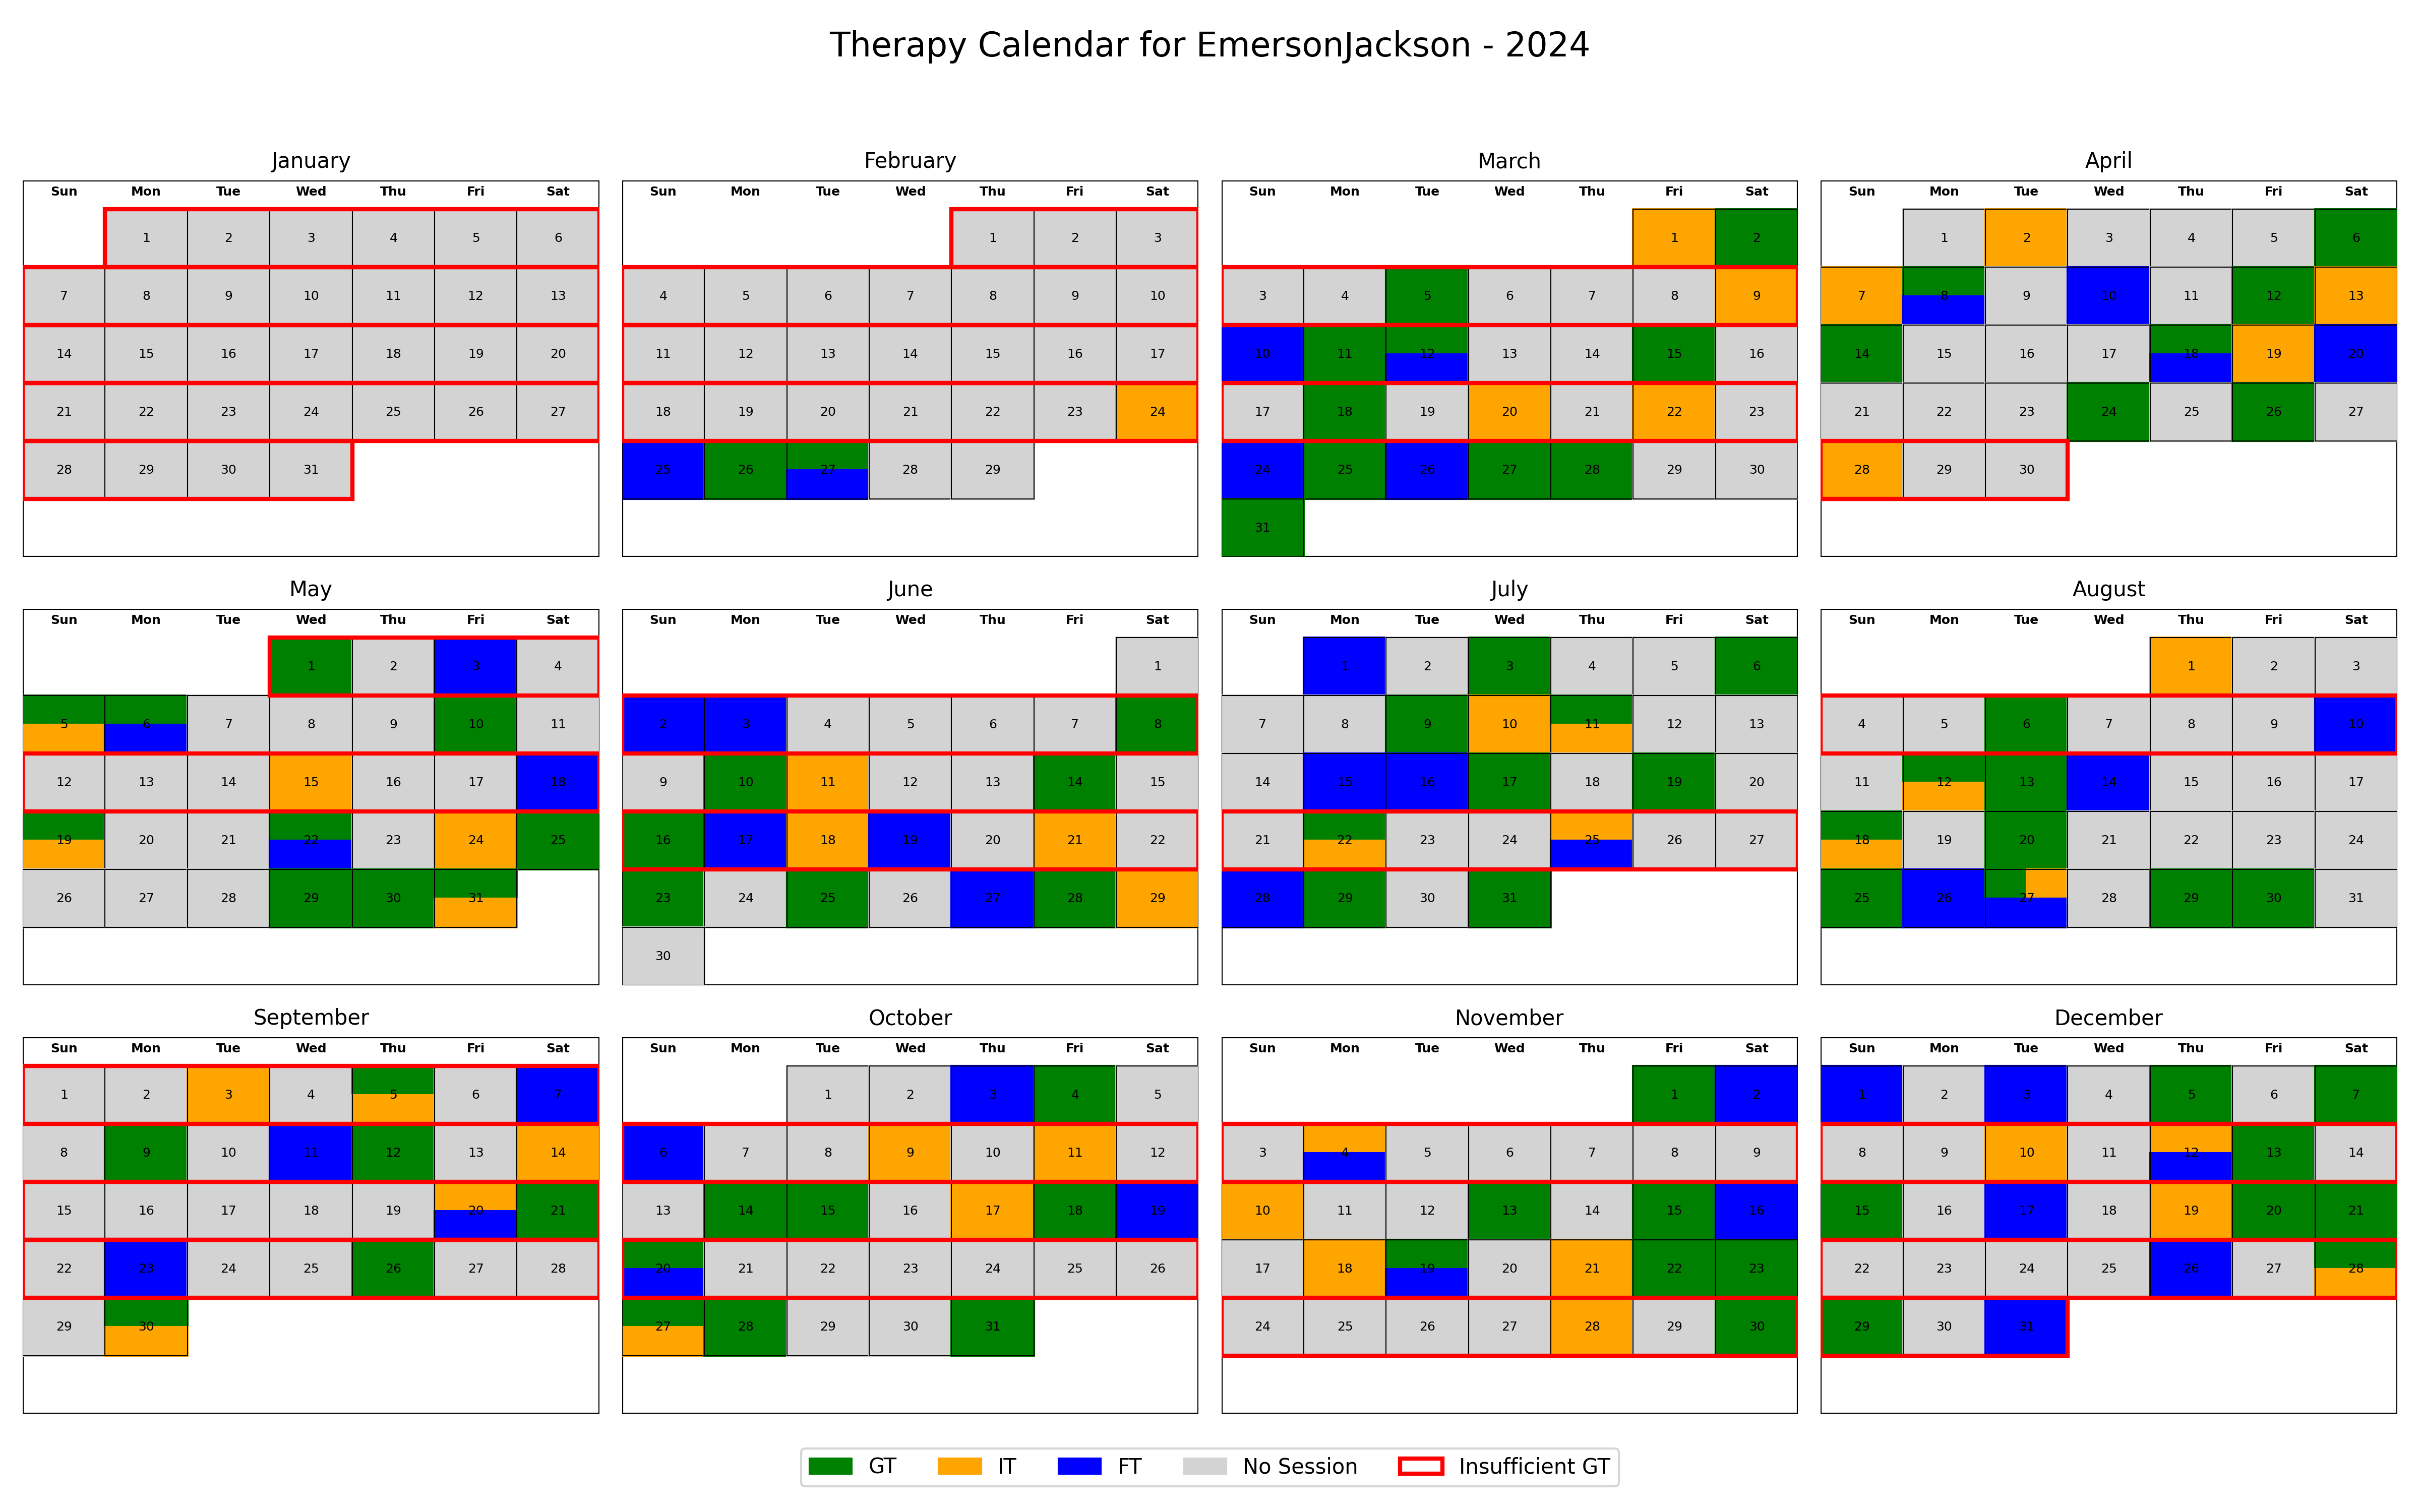 Therapy Calendar for EmersonJackson - 2024
January February March April
Sun Mon Tue Wed Thu Fri Sat Sun Mon Tue Wed Thu Fri Sat Sun Mon Tue Wed Thu Fri Sat Sun Mon Tue Wed Thu Fri Sat
1 2 3 4 5 6 1 2 3 1 2 1 2 3 4 5 6
7 8 9 10 11 12 13 4 5 6 7 8 9 10 3 4 5 6 7 8 9 7 8 9 10 11 12 13
14 15 16 17 18 19 20 11 12 13 14 15 16 17 10 11 12 13 14 15 16 14 15 16 17 18 19 20
21 22 23 24 25 26 27 18 19 20 21 22 23 24 17 18 19 20 21 22 23 21 22 23 24 25 26 27
28 29 30 31 25 26 27 28 29 24 25 26 27 28 29 30 28 29 30
31
May June July August
Sun Mon Tue Wed Thu Fri Sat Sun Mon Tue Wed Thu Fri Sat Sun Mon Tue Wed Thu Fri Sat Sun Mon Tue Wed Thu Fri Sat
1 2 3 4 1 1 2 3 4 5 6 1 2 3
5 6 7 8 9 10 11 2 3 4 5 6 7 8 7 8 9 10 11 12 13 4 5 6 7 8 9 10
12 13 14 15 16 17 18 9 10 11 12 13 14 15 14 15 16 17 18 19 20 11 12 13 14 15 16 17
19 20 21 22 23 24 25 16 17 18 19 20 21 22 21 22 23 24 25 26 27 18 19 20 21 22 23 24
26 27 28 29 30 31 23 24 25 26 27 28 29 28 29 30 31 25 26 27 28 29 30 31
30
September October November December
Sun Mon Tue Wed Thu Fri Sat Sun Mon Tue Wed Thu Fri Sat Sun Mon Tue Wed Thu Fri Sat Sun Mon Tue Wed Thu Fri Sat
1 2 3 4 5 6 7 1 2 3 4 5 1 2 1 2 3 4 5 6 7
8 9 10 11 12 13 14 6 7 8 9 10 11 12 3 4 5 6 7 8 9 8 9 10 11 12 13 14
15 16 17 18 19 20 21 13 14 15 16 17 18 19 10 11 12 13 14 15 16 15 16 17 18 19 20 21
22 23 24 25 26 27 28 20 21 22 23 24 25 26 17 18 19 20 21 22 23 22 23 24 25 26 27 28
29 30 27 28 29 30 31 24 25 26 27 28 29 30 29 30 31
GT IT FT No Session Insufficient GT